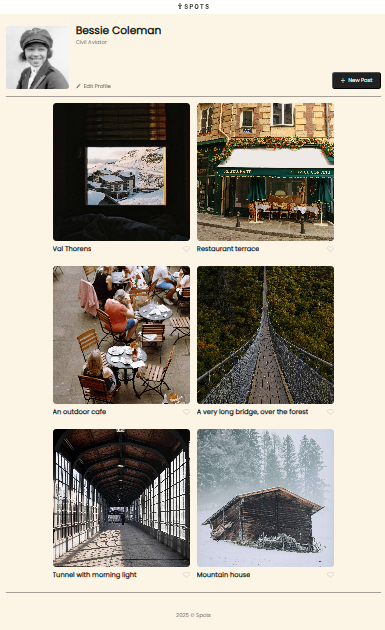 SPOTS
Bessie Coleman
Civil Aviator
Edit Profile
+ New Post
RESTAURANT
Val Thorens
Restaurant terrace
An outdoor cafe
A very long bridge, over the forest
Tunnel with morning light
Mountain house
2025 © Spots